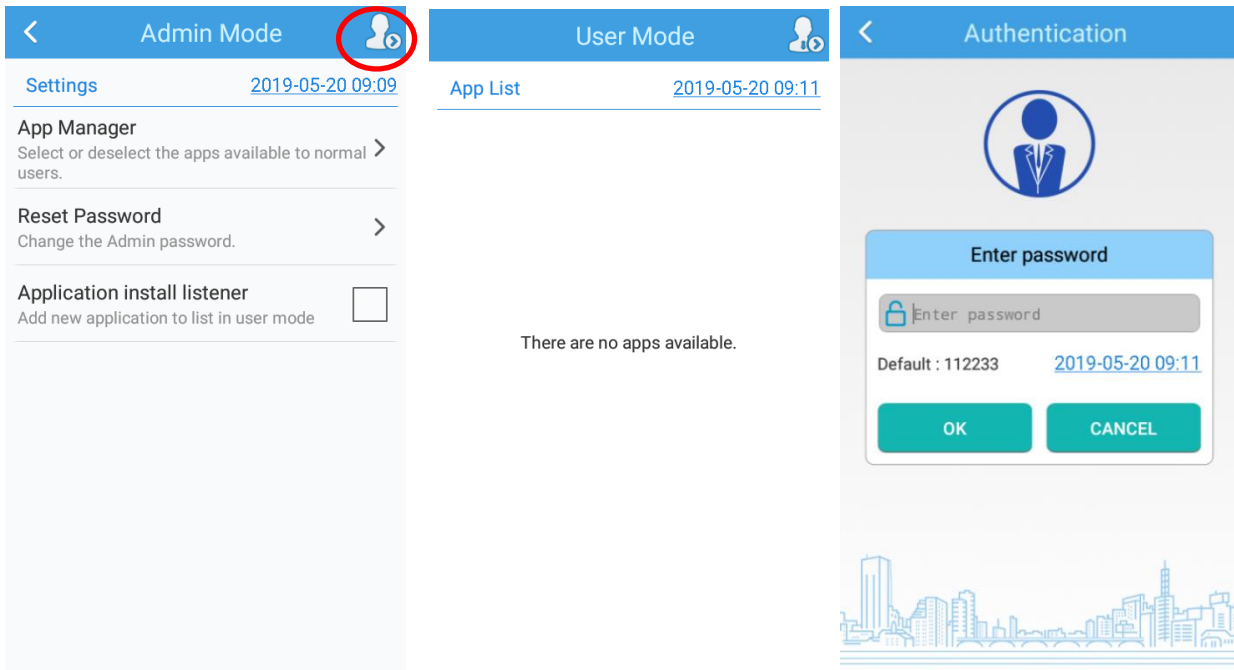 Admin Mode
Settings
2019-05-20 09:09
App Manager
Select or deselect the apps available to normal
users.
Reset Password
Change the Admin password.
Application install listener
Add new application to list in user mode
User Mode
App List
2019-05-20 09:11
There are no apps available.
Authentication
Enter password
Enter password
Default : 112233
2019-05-20 09:11
OK
CANCEL